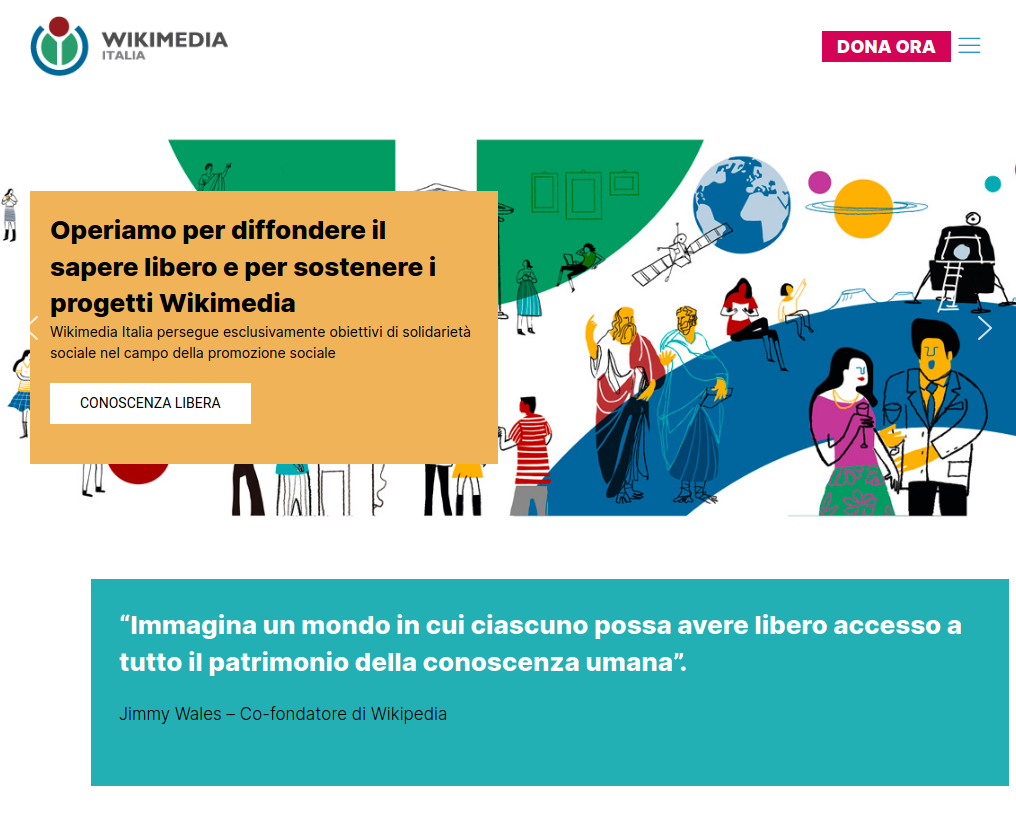 WIKIMEDIA
ITALIA
DONA ORA
Operiamo per diffondere il
sapere libero e per sostenere i
progetti Wikimedia
Wikimedia Italia persegue esclusivamente obiettivi di solidarietà
sociale nel campo della promozione sociale
CONOSCENZA LIBERA
“Immagina un mondo in cui ciascuno possa avere libero accesso a
tutto il patrimonio della conoscenza umana”.
Jimmy Wales – Co-fondatore di Wikipedia